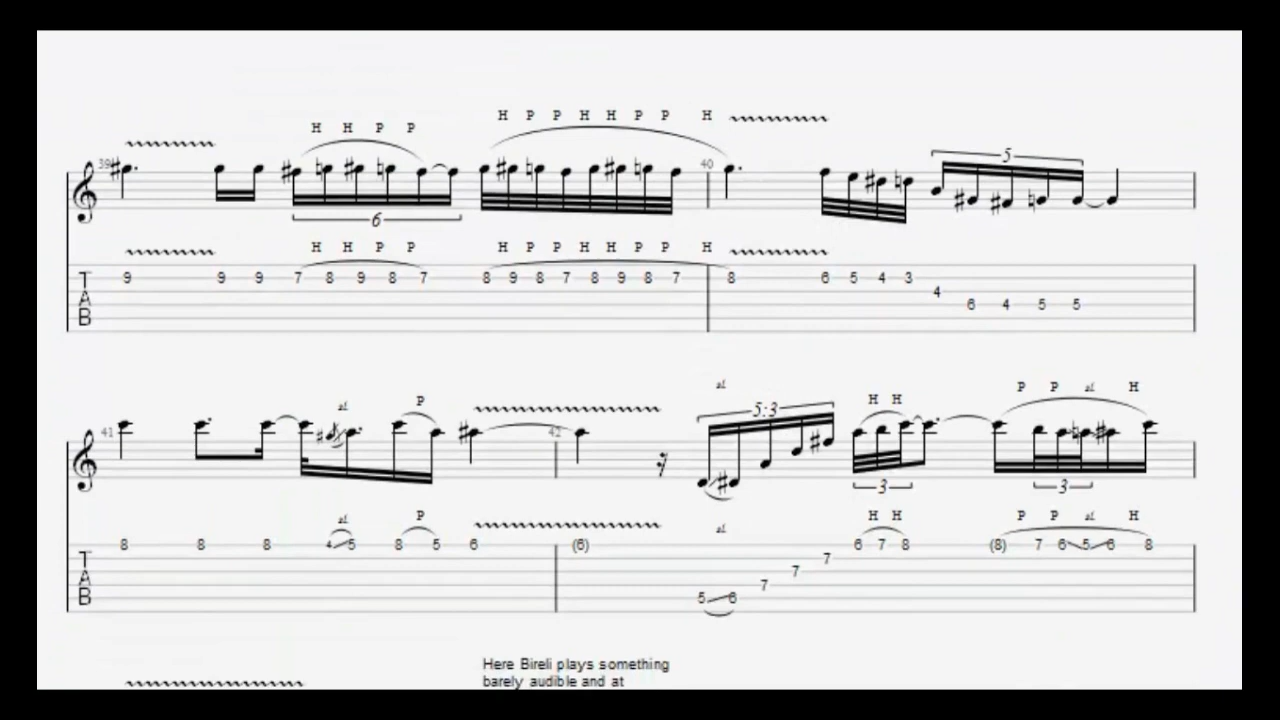 H P P H H P P H
H H P P
39 40 5
6
H H P P H P P H H P P H
T A B 9 9 9 7 8 9 8 7 8 9 8 7 8 9 8 7 8 6 5 4 3 4 6 4 5 5
sl P sl H H P P sl H
41 42 5:3
3 3
sl P sl H H P P sl H
T A B 8 8 8 4 5 8 5 6 (6) 5 6 7 7 7 6 7 8 (8) 7 6 5 6 8
Here Bireli plays something
barely audible and at